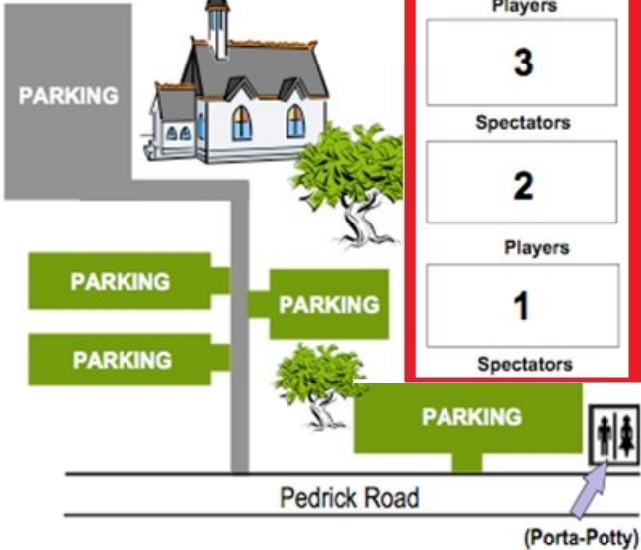 Players
3
PARKING
Spectators
2
Players
PARKING
PARKING
1
PARKING
Spectators
PARKING
Pedrick Road
(Porta-Potty)